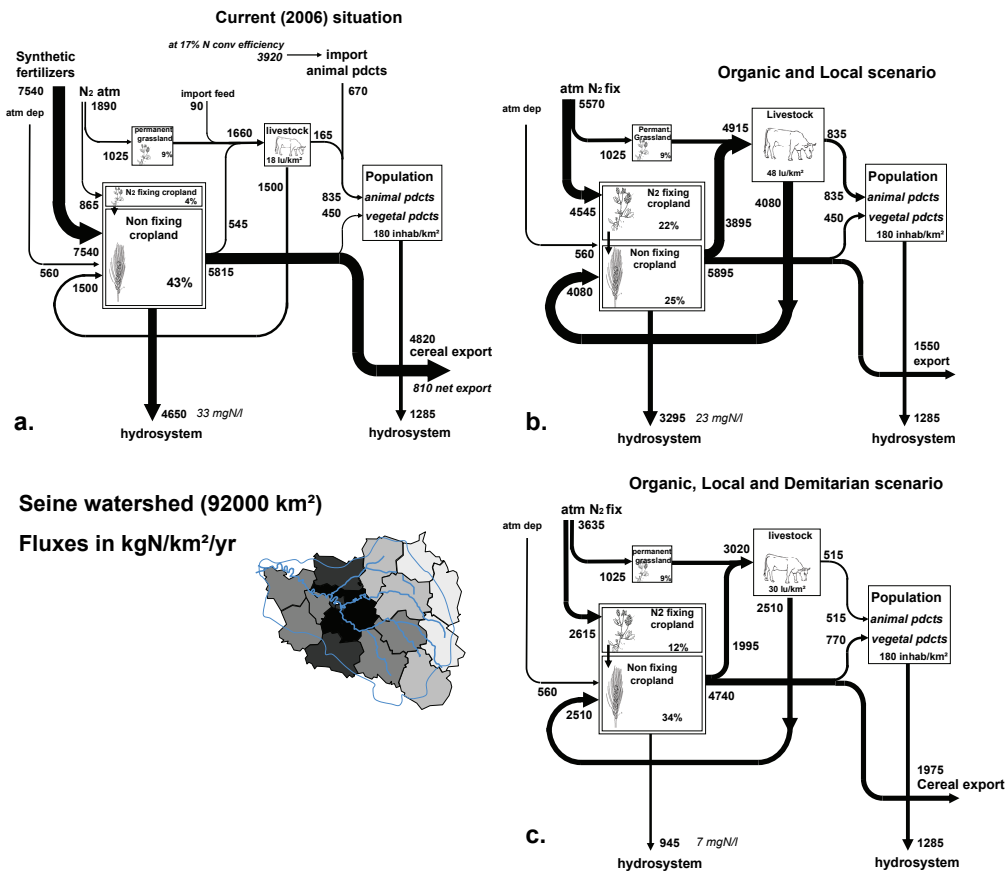 Current (2006) situation
at 17% N conv efficiency
3920
import
animal pdcts
670
Synthetic
fertilizers
7540
N2 atm
1890
atm dep
import feed
90
permanent
grassland
9%
1025
1660
livestock
18 lu/km²
165
1500
N2 fixing cropland
4%
865
Non fixing
cropland
43%
7540
560
1500
545
5815
835
450
Population
animal pdcts
vegetal pdcts
180 inhab/km²
4820
cereal export
810 net export
4650
33 mgN/l
hydrosystem
1285
hydrosystem
a.
Organic and Local scenario
atm N2 fix
5570
atm dep
Permant.
Grassland
9%
1025
4915
Livestock
48 lu/km²
835
4080
N2 fixing
cropland
22%
4545
560
Non fixing
cropland
25%
4080
3895
5895
835
450
Population
animal pdcts
vegetal pdcts
180 inhab/km²
1550
export
3295
23 mgN/l
hydrosystem
1285
hydrosystem
b.
Seine watershed (92000 km²)
Fluxes in kgN/km²/yr
Organic, Local and Demitarian scenario
atm N2 fix
3635
atm dep
permanent
grassland
9%
1025
3020
livestock
30 lu/km²
515
2510
N2 fixing
cropland
12%
2615
Non fixing
cropland
34%
560
2510
1995
4740
515
770
Population
animal pdcts
vegetal pdcts
180 inhab/km²
1975
Cereal export
945
7 mgN/l
hydrosystem
1285
hydrosystem
c.